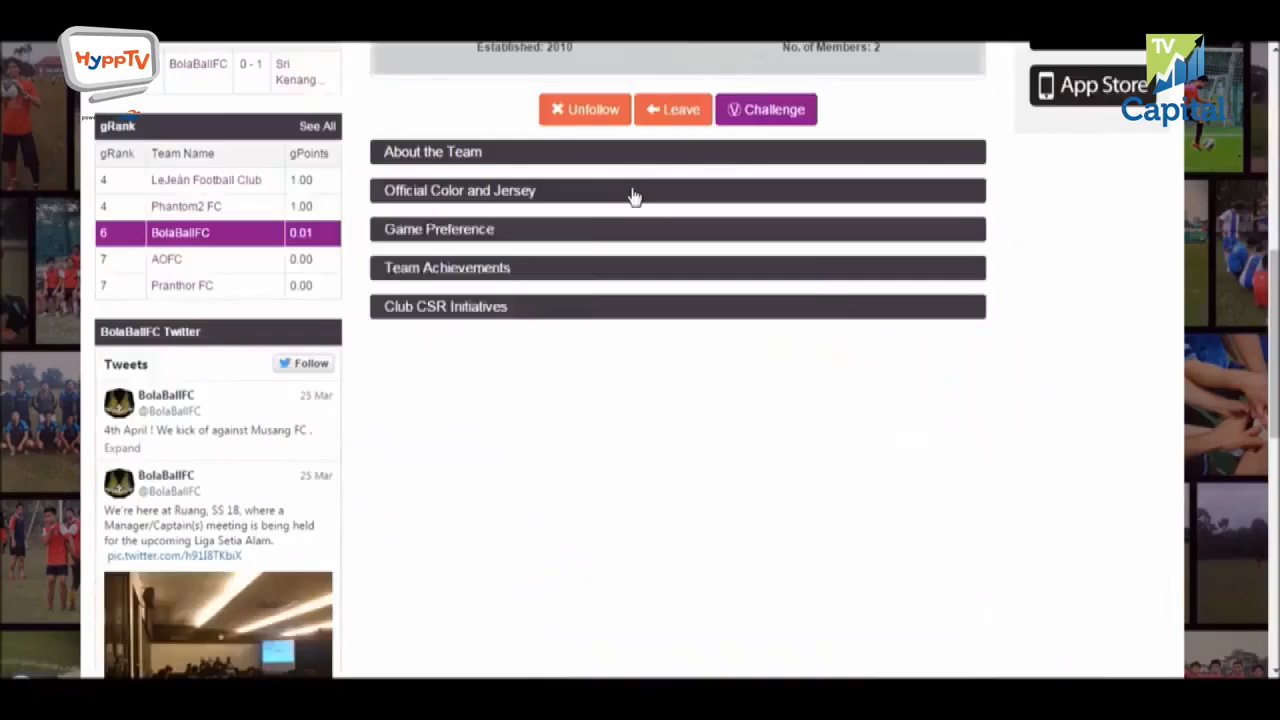 HyppTV
TV
Capital
Established: 2010
No. of Members: 2
BolaBallFC
0 - 1
Sri
Kenang...
Unfollow
Leave
Challenge
App Store
gRank
See All
gRank
Team Name
gPoints
4
LeJeân Football Club
1.00
4
Phantom2 FC
1.00
6
BolaBallFC
0.01
7
AOFC
0.00
7
Pranthor FC
0.00
About the Team
Official Color and Jersey
Game Preference
Team Achievements
Club CSR Initiatives
BolaBallFC Twitter
Tweets
Follow
BolaBallFC
25 Mar
@BolaBallFC
4th April ! We kick of against Musang FC .
Expand
BolaBallFC
25 Mar
@BolaBallFC
We're here at Ruang, SS 18, where a
Manager/Captain(s) meeting is being held
for the upcoming Liga Setia Alam.
pic.twitter.com/h91I8TKbiX